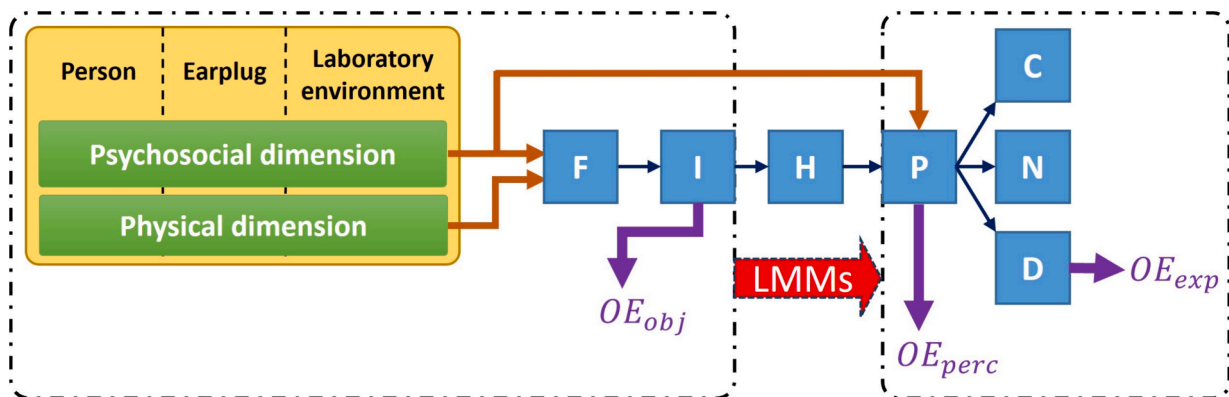 Person
Earplug
Laboratory
environment
Psychosocial dimension
Physical dimension
F
I
H
P
C
N
D
LMMs
OE_obj
OE_perc
OE_exp